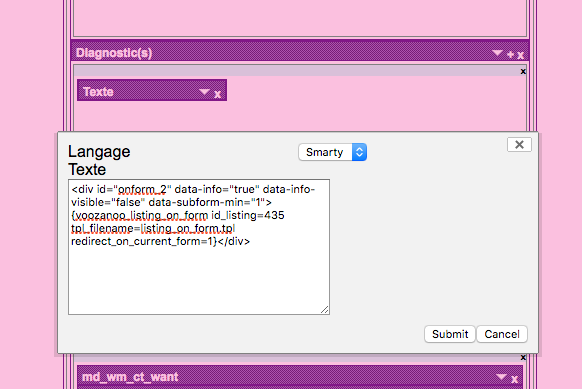 Diagnostic(s) + x
x
Texte x
x
Langage Smarty
Texte
<div id="onform_2" data-info="true" data-info-
visible="false" data-subform-min="1">
{voozanoo_listing_on_form id_listing=435
tpl_filename=listing_on_form.tpl
redirect_on_current_form=1}</div>
Submit Cancel
x
md_wm_ct_want x